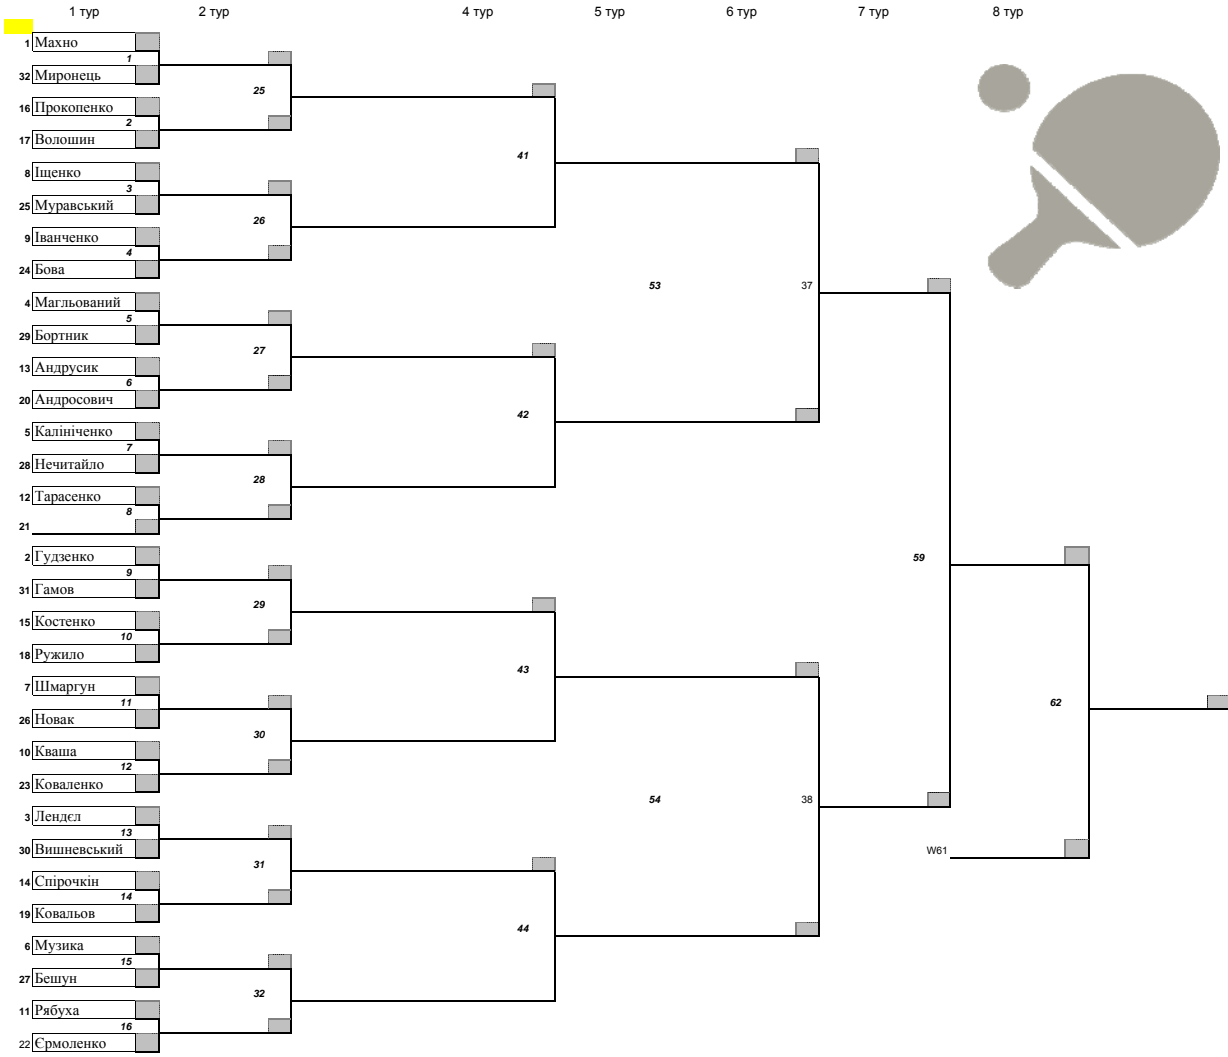 1 тур 2 тур 4 тур 5 тур 6 тур 7 тур 8 тур
1 Махно
1
32 Миронець
25
16 Прокопенко
2
17 Волошин
41
8 Іщенко
3
25 Муравський
26
9 Іванченко
4
24 Бова
53 37
4 Магльований
5
29 Бортник
27
13 Андрусик
6
20 Андросович
42
5 Калініченко
7
28 Нечитайло
28
12 Тарасенко
8
21
2 Гудзенко
59
9
31 Гамов
29
15 Костенко
10
18 Ружило
43
7 Шмаргун
11
62
26 Новак
30
10 Кваша
12
23 Коваленко
54 38
3 Лендєл
13
30 Вишневський
W61
31
14 Спірочкін
14
19 Ковальов
44
6 Музика
15
27 Бешун
32
11 Рябуха
16
22 Єрмоленко